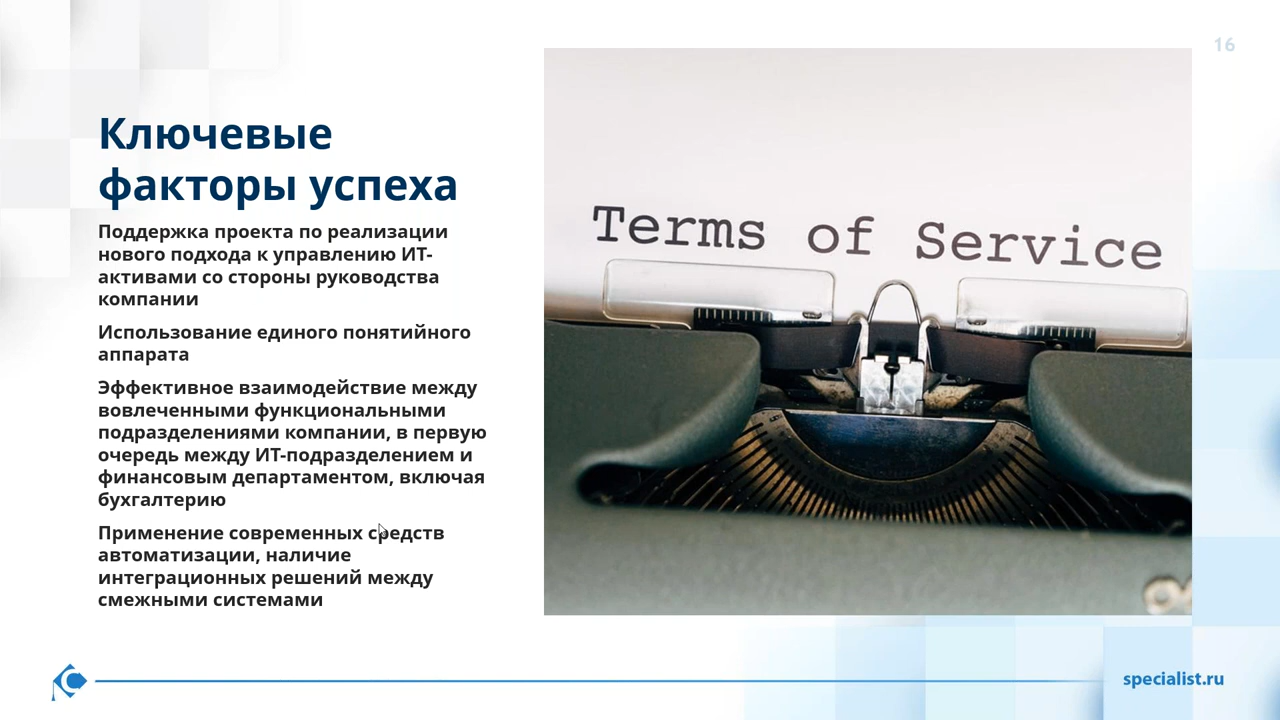 16
Ключевые
факторы успеха
Поддержка проекта по реализации
нового подхода к управлению ИТ-
активами со стороны руководства
компании
Использование единого понятийного
аппарата
Эффективное взаимодействие между
вовлеченными функциональными
подразделениями компании, в первую
очередь между ИТ-подразделением и
финансовым департаментом, включая
бухгалтерию
Применение современных средств
автоматизации, наличие
интеграционных решений между
смежными системами
Terms of Service
specialist.ru